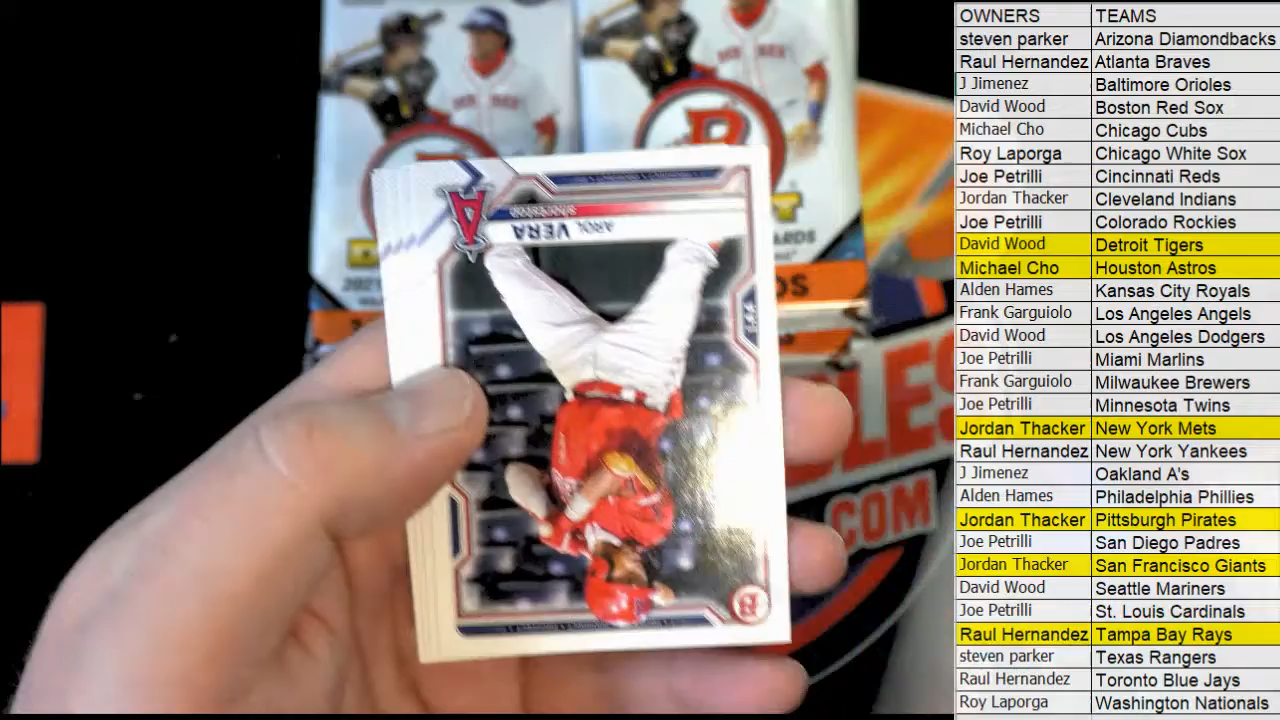 OWNERS TEAMS
steven parker Arizona Diamondbacks
Raul Hernandez Atlanta Braves
J Jimenez Baltimore Orioles
David Wood Boston Red Sox
Michael Cho Chicago Cubs
Roy Laporga Chicago White Sox
Joe Petrilli Cincinnati Reds
Jordan Thacker Cleveland Indians
Joe Petrilli Colorado Rockies
David Wood Detroit Tigers
Michael Cho Houston Astros
Alden Hames Kansas City Royals
Frank Garguiolo Los Angeles Angels
David Wood Los Angeles Dodgers
Joe Petrilli Miami Marlins
Frank Garguiolo Milwaukee Brewers
Joe Petrilli Minnesota Twins
Jordan Thacker New York Mets
Raul Hernandez New York Yankees
J Jimenez Oakland A's
Alden Hames Philadelphia Phillies
Jordan Thacker Pittsburgh Pirates
Joe Petrilli San Diego Padres
Jordan Thacker San Francisco Giants
David Wood Seattle Mariners
Joe Petrilli St. Louis Cardinals
Raul Hernandez Tampa Bay Rays
steven parker Texas Rangers
Raul Hernandez Toronto Blue Jays
Roy Laporga Washington Nationals
A
AROL VERA
B
.COM